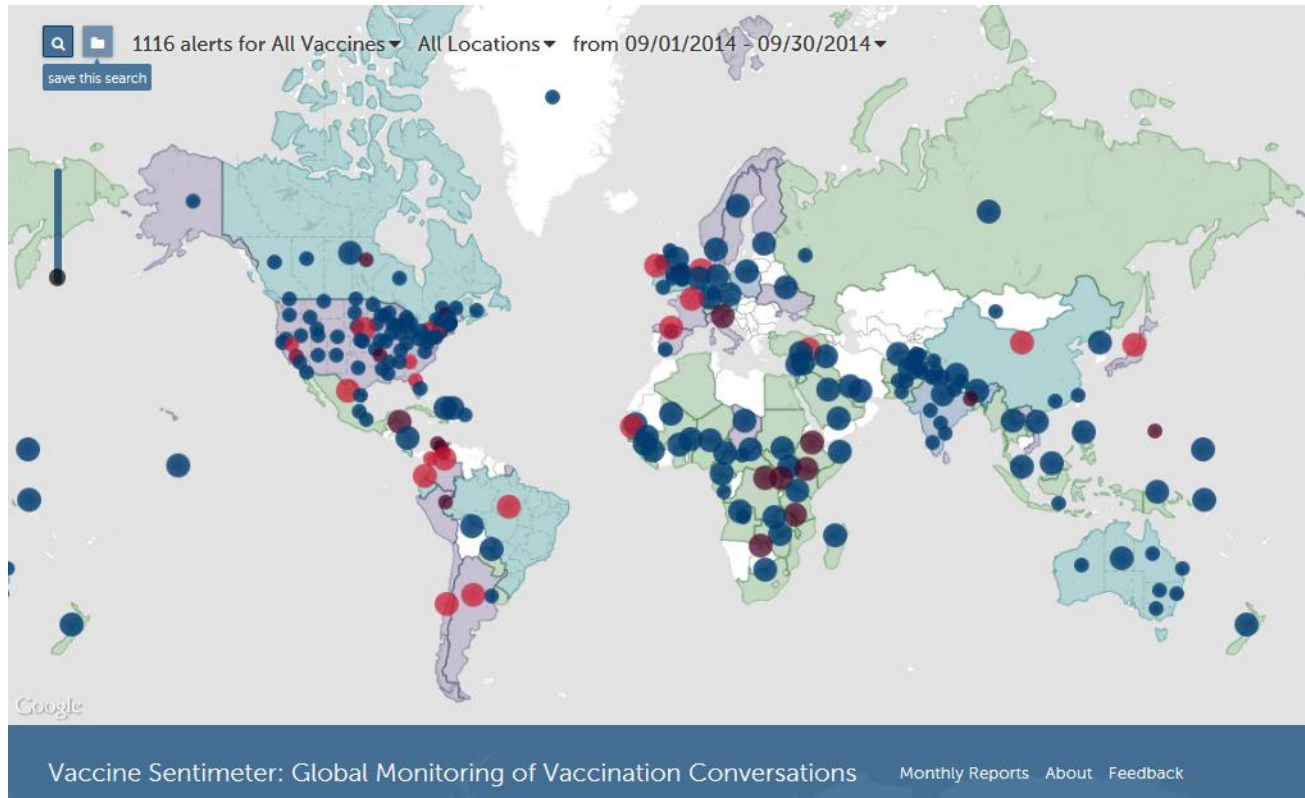 1116 alerts for All Vaccines All Locations from 09/01/2014 - 09/30/2014
save this search
Google
Vaccine Sentimeter: Global Monitoring of Vaccination Conversations Monthly Reports About Feedback